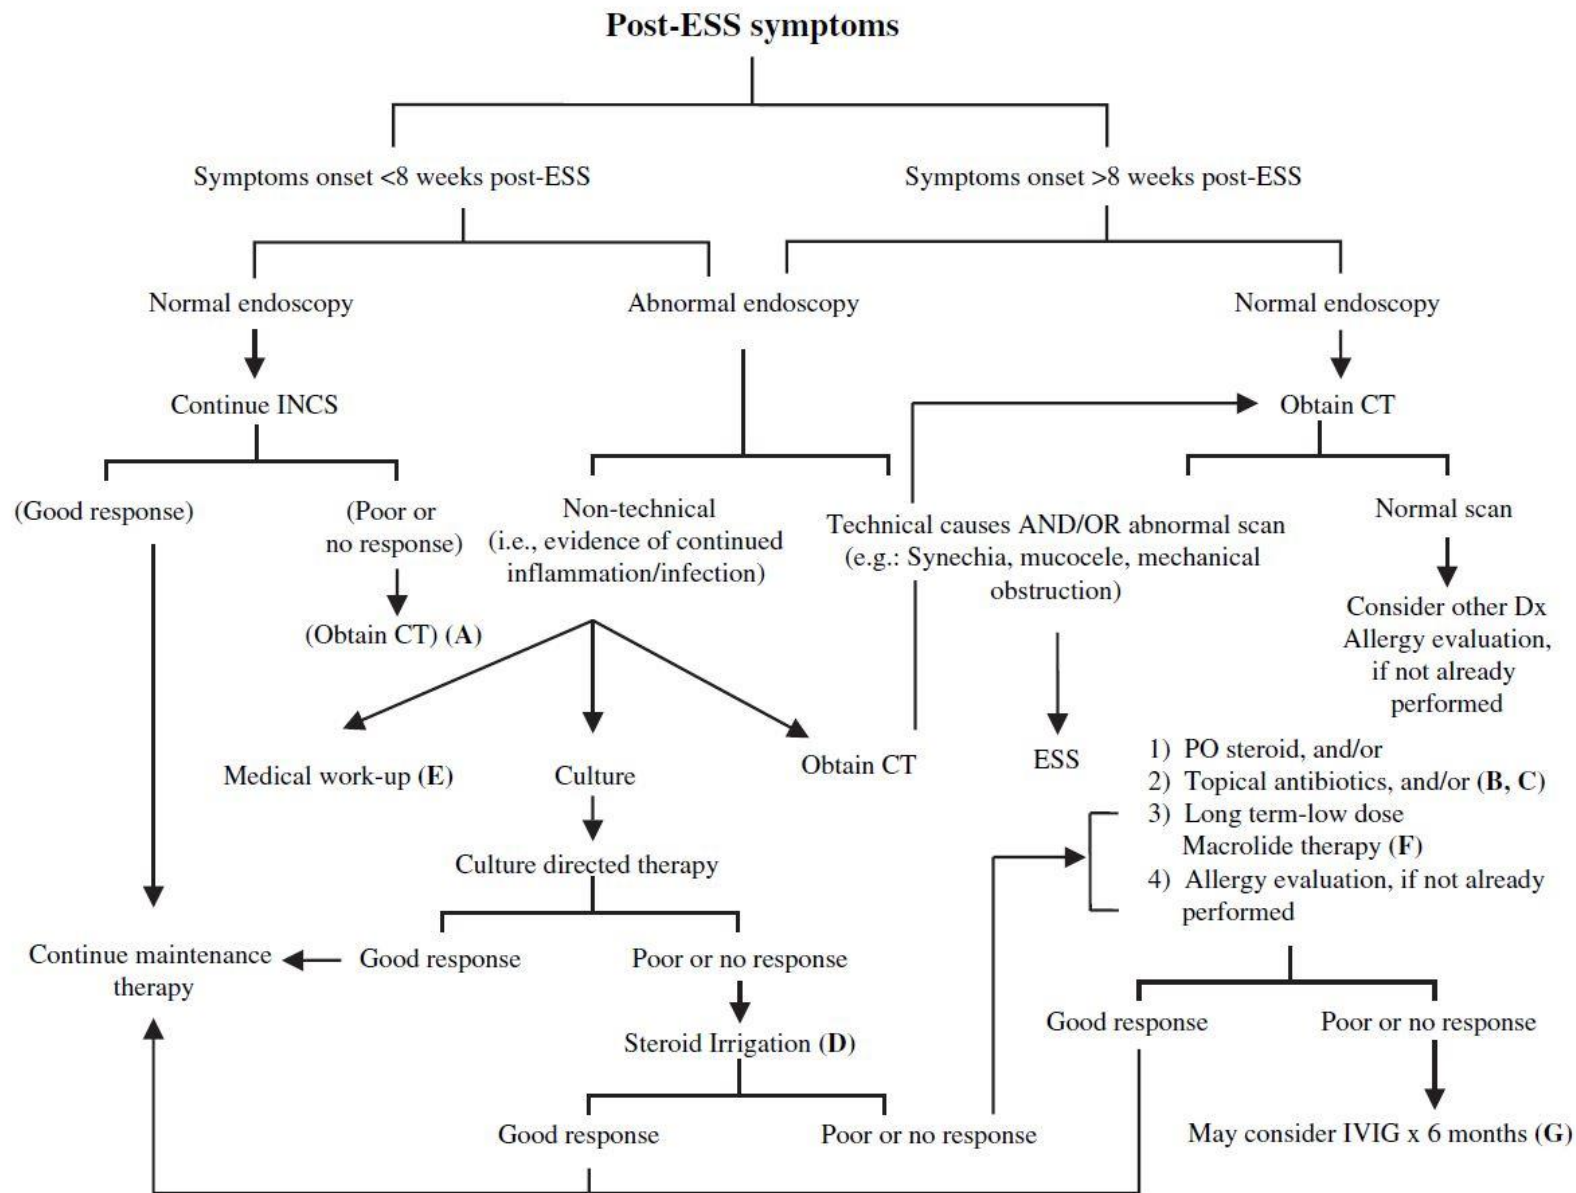 Post-ESS symptoms
Symptoms onset <8 weeks post-ESS
Symptoms onset >8 weeks post-ESS
Normal endoscopy
Abnormal endoscopy
Normal endoscopy
Continue INCS
Obtain CT
(Good response)
(Poor or
no response)
Non-technical
(i.e., evidence of continued
inflammation/infection)
Technical causes AND/OR abnormal scan
(e.g.: Synechia, mucocele, mechanical
obstruction)
Normal scan
(Obtain CT) (A)
Consider other Dx
Allergy evaluation,
if not already
performed
Medical work-up (E)
Culture
Obtain CT
ESS
1) PO steroid, and/or
2) Topical antibiotics, and/or (B, C)
3) Long term-low dose
Macrolide therapy (F)
4) Allergy evaluation, if not already
performed
Culture directed therapy
Continue maintenance
therapy
Good response
Poor or no response
Steroid Irrigation (D)
Good response
Poor or no response
Good response
Poor or no response
May consider IVIG x 6 months (G)